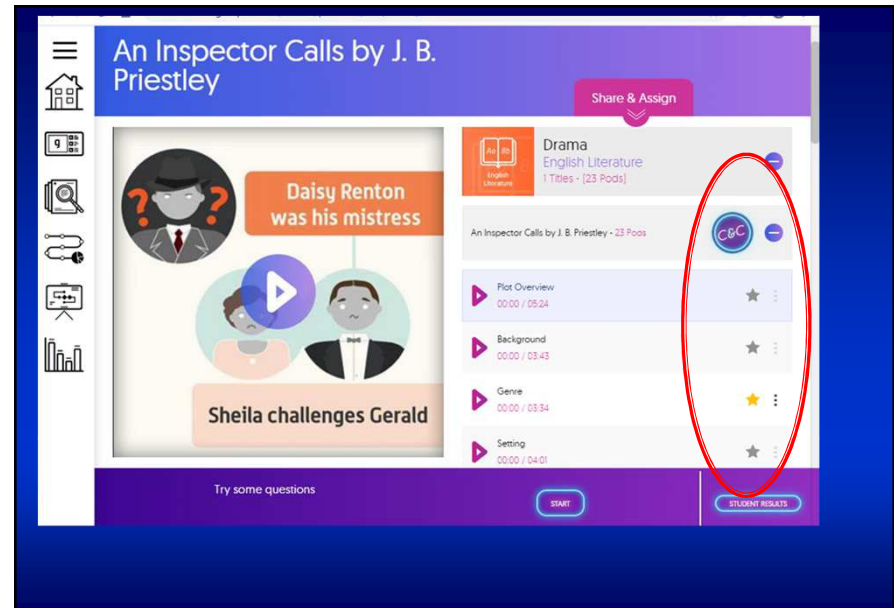 An Inspector Calls by J. B.
Priestley
Share & Assign
? ?
Daisy Renton
was his mistress
Sheila challenges Gerald
Ae Bb
English
Literature
Drama
English Literature
1 Titles - [23 Pods]
An Inspector Calls by J. B. Priestley - 23 Pods
C&C
Plot Overview
00:00 / 05:24
Background
00:00 / 03:43
Genre
00:00 / 03:34
Setting
00:00 / 04:01
9
Try some questions
START
STUDENT RESULTS